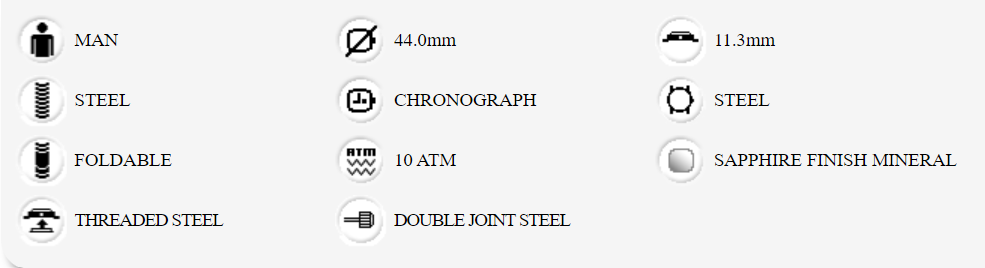 MAN
44.0mm
11.3mm
STEEL
CHRONOGRAPH
STEEL
FOLDABLE
ATM
10 ATM
SAPPHIRE FINISH MINERAL
THREADED STEEL
DOUBLE JOINT STEEL